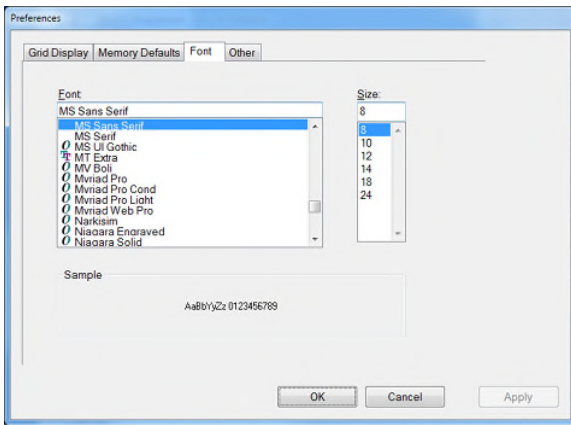 Preferences
Grid Display Memory Defaults Font Other
Font: Size:
MS Sans Serif 8
MS Sans Serif 8
MS Serif 10
MS UI Gothic 12
MT Extra 14
MV Boli 18
Myriad Pro 24
Myriad Pro Cond
Myriad Pro Light
Myriad Web Pro
Narkisim
Niagara Engraved
Niagara Solid
Sample
AaBbYyZz 0123456789
OK Cancel Apply